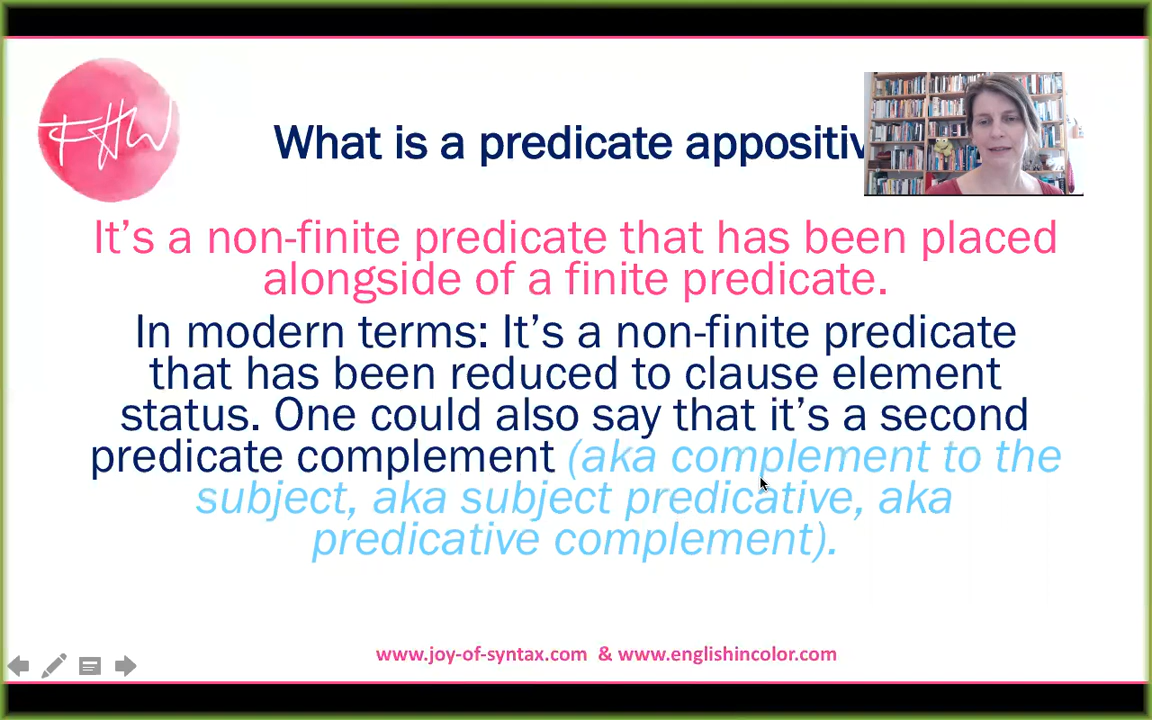 FHW
What is a predicate appositiv
It's a non-finite predicate that has been placed
alongside of a finite predicate.
In modern terms: It's a non-finite predicate
that has been reduced to clause element
status. One could also say that it's a second
predicate complement (aka complement to the
subject, aka subject predicative, aka
predicative complement).
www.joy-of-syntax.com & www.englishincolor.com